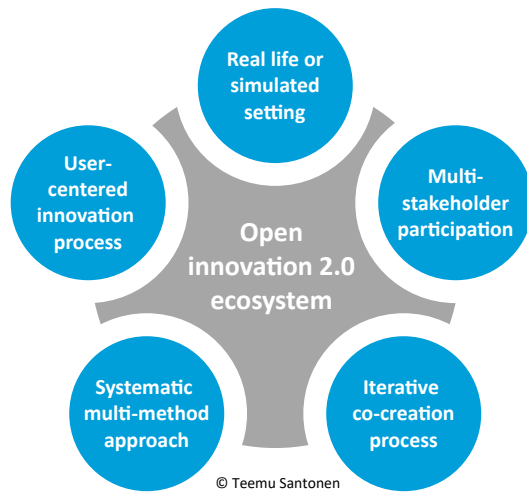 Real life or
simulated
setting
User-
centered
innovation
process
Multi-
stakeholder
participation
Open
innovation 2.0
ecosystem
Systematic
multi-method
approach
Iterative
co-creation
process
© Teemu Santonen